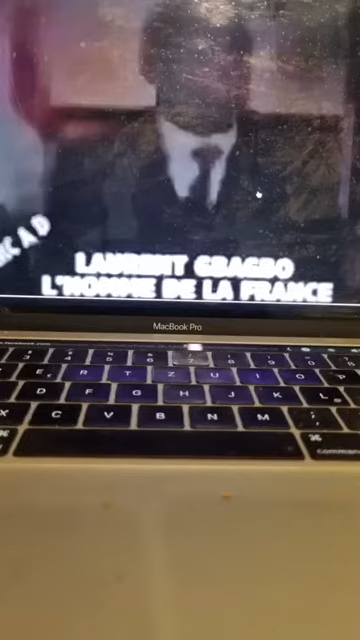 LAURENT GBAGBO
L'HOMME DE LA FRANCE
MacBook Pro
E R T Z U I O P
D F G H J K L
X C V B N M ;
⌘ ⌘